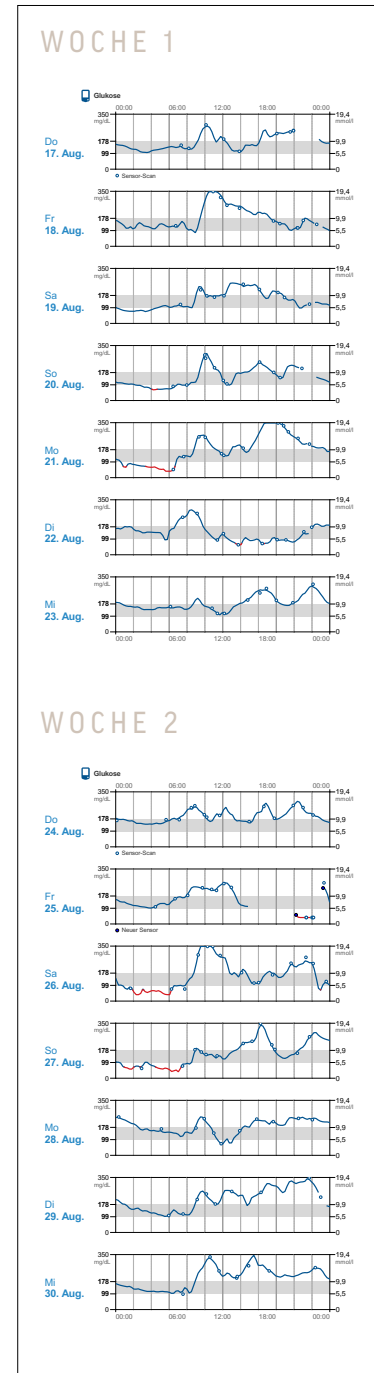 WOCHE 1
Glukose
00:00 06:00 12:00 18:00 00:00
350 19,4
mg/dL mmol/l
Do 178 9,9
17. Aug. 99 5,5
0 0
Sensor-Scan
350 19,4
mg/dL mmol/l
Fr 178 9,9
18. Aug. 99 5,5
0 0
350 19,4
mg/dL mmol/l
Sa 178 9,9
19. Aug. 99 5,5
0 0
350 19,4
mg/dL mmol/l
So 178 9,9
20. Aug. 99 5,5
0 0
350 19,4
mg/dL mmol/l
Mo 178 9,9
21. Aug. 99 5,5
0 0
350 19,4
mg/dL mmol/l
Di 178 9,9
22. Aug. 99 5,5
0 0
350 19,4
mg/dL mmol/l
Mi 178 9,9
23. Aug. 99 5,5
0 0
00:00 06:00 12:00 18:00 00:00
WOCHE 2
Glukose
00:00 06:00 12:00 18:00 00:00
350 19,4
mg/dL mmol/l
Do 178 9,9
24. Aug. 99 5,5
0 0
Sensor-Scan
350 19,4
mg/dL mmol/l
Fr 178 9,9
25. Aug. 99 5,5
0 0
Neuer Sensor
350 19,4
mg/dL mmol/l
Sa 178 9,9
26. Aug. 99 5,5
0 0
350 19,4
mg/dL mmol/l
So 178 9,9
27. Aug. 99 5,5
0 0
350 19,4
mg/dL mmol/l
Mo 178 9,9
28. Aug. 99 5,5
0 0
350 19,4
mg/dL mmol/l
Di 178 9,9
29. Aug. 99 5,5
0 0
350 19,4
mg/dL mmol/l
Mi 178 9,9
30. Aug. 99 5,5
0 0
00:00 06:00 12:00 18:00 00:00